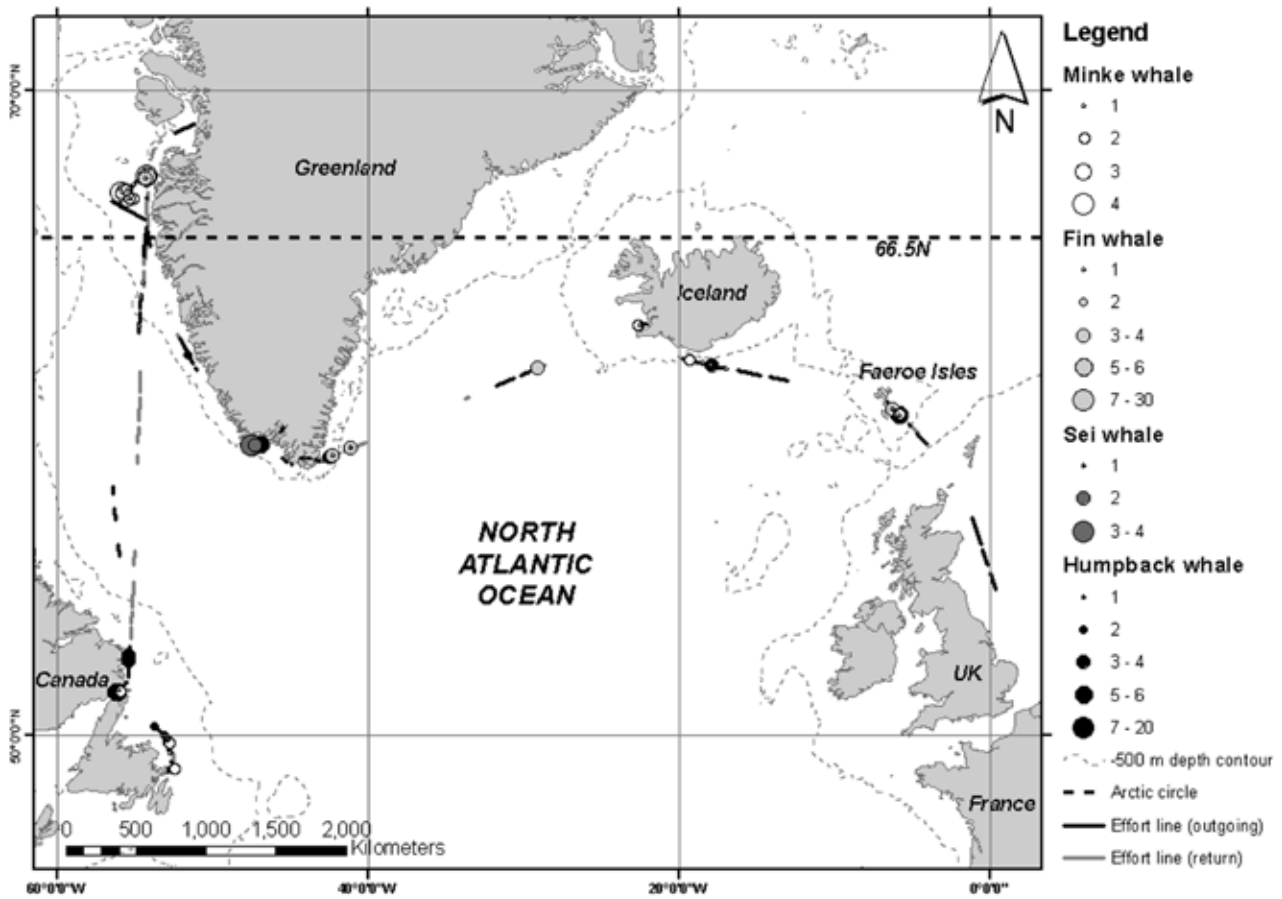 Legend
Minke whale
1
2
3
4
Fin whale
1
2
3 - 4
5 - 6
7 - 30
Sei whale
1
2
3 - 4
Humpback whale
1
2
3 - 4
5 - 6
7 - 20
-500 m depth contour
Arctic circle
Effort line (outgoing)
Effort line (return)
N
70°0'0"N
Greenland
66.5N
Iceland
Faeroe Isles
NORTH
ATLANTIC
OCEAN
Canada
UK
50°0'0"N
France
0 500 1,000 1,500 2,000
Kilometers
60°0'0"W 40°0'0"W 20°0'0"W 0°0'0"